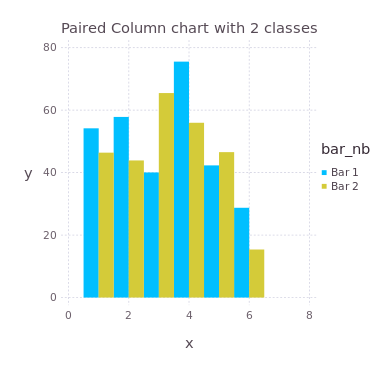 Paired Column chart with 2 classes
80
60
40
20
0
y
0 2 4 6 8
x
bar_nb
Bar 1
Bar 2